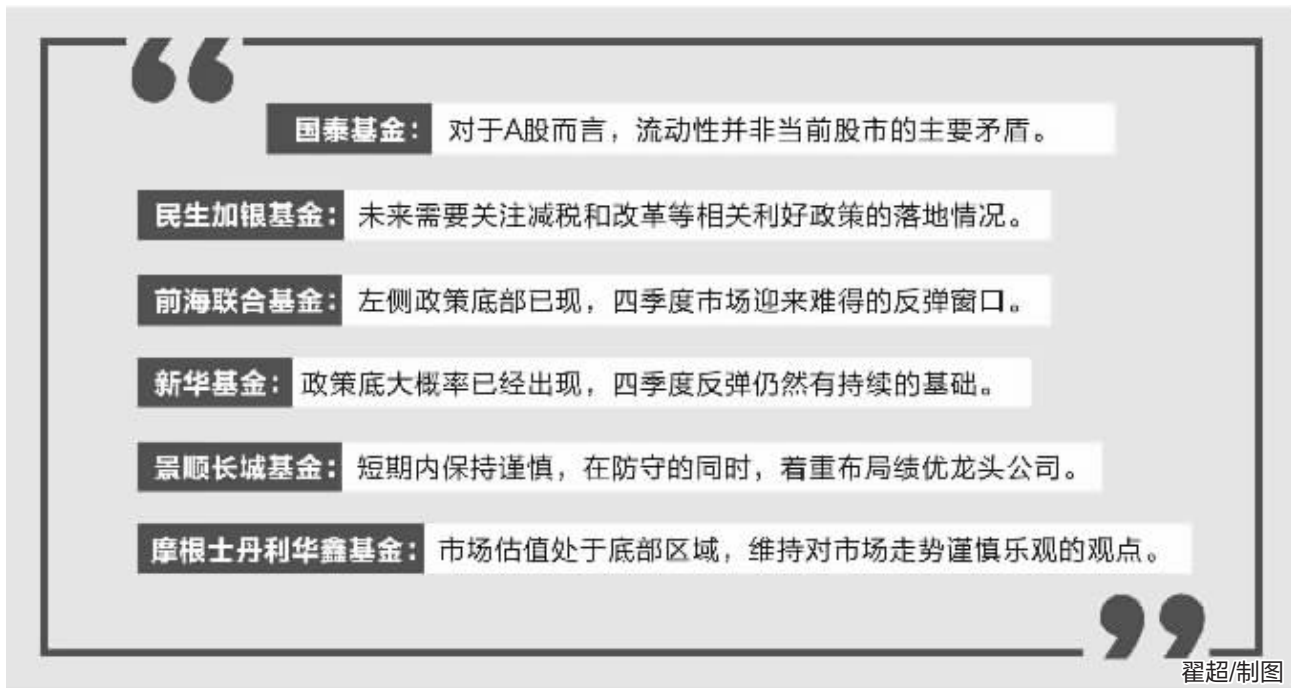 国泰基金：对于A股而言，流动性并非当前股市的主要矛盾。
民生加银基金：未来需要关注减税和改革等相关利好政策的落地情况。
前海联合基金：左侧政策底部已现，四季度市场迎来难得的反弹窗口。
新华基金：政策底大概率已经出现，四季度反弹仍然有持续的基础。
景顺长城基金：短期内保持谨慎，在防守的同时，着重布局绩优龙头公司。
摩根士丹利华鑫基金：市场估值处于底部区域，维持对市场走势谨慎乐观的观点。
翟超/制图